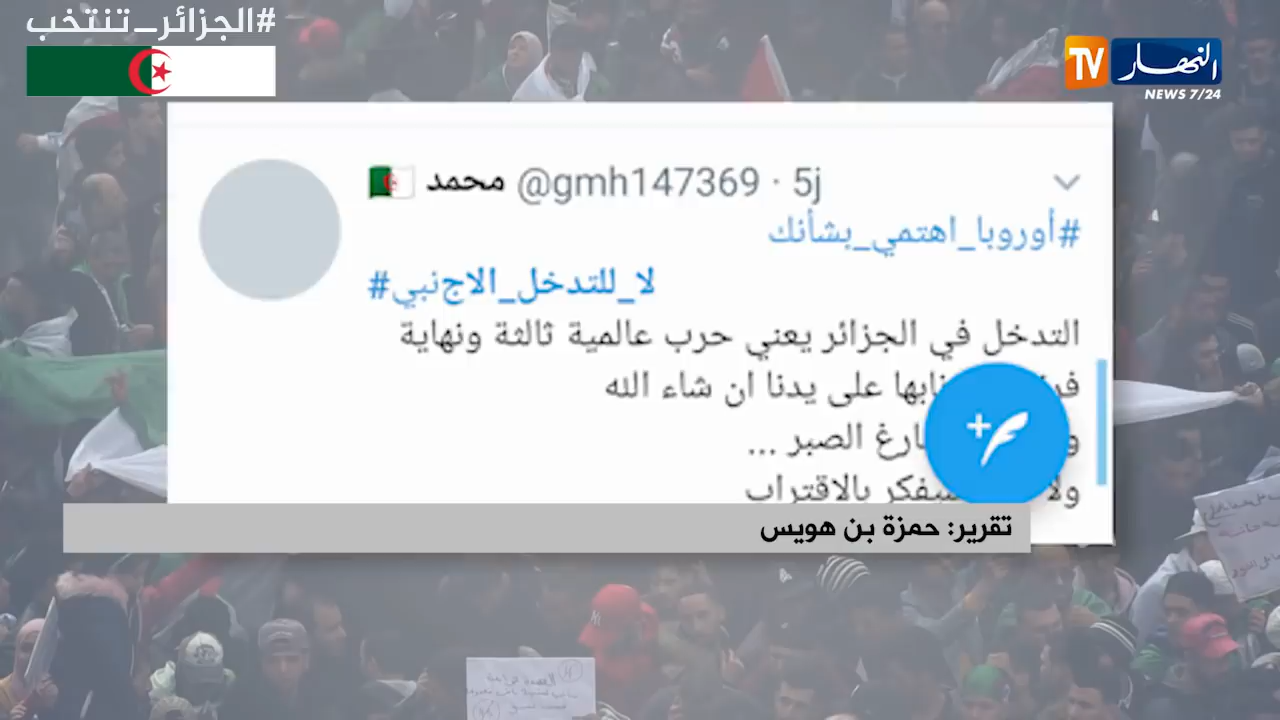 #الجزائر_تنتخب
النهار TV
NEWS 7/24
محمد @gmh147369 · 5j
#أوروبا_اهتمي_بشأنك
#لا_للتدخل_الاجنبي
التدخل في الجزائر يعني حرب عالمية ثالثة ونهاية
على يدنا ان شاء الله
الصبر ...
بالاقتراب
تقرير: حمزة بن هويس